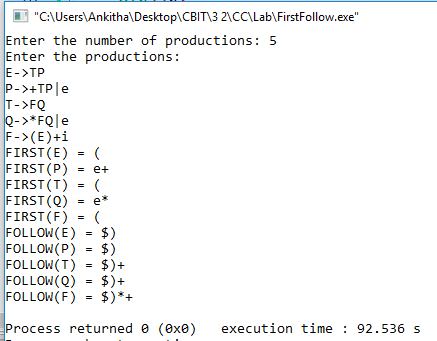 "C:\Users\Ankitha\Desktop\CBIT\3 2\CC\Lab\FirstFollow.exe"
Enter the number of productions: 5
Enter the productions:
E->TP
P->+TP|e
T->FQ
Q->*FQ|e
F->(E)+i
FIRST(E) = (
FIRST(P) = e+
FIRST(T) = (
FIRST(Q) = e*
FIRST(F) = (
FOLLOW(E) = $)
FOLLOW(P) = $)
FOLLOW(T) = $)+
FOLLOW(Q) = $)+
FOLLOW(F) = $)*+
Process returned 0 (0x0)   execution time : 92.536 s